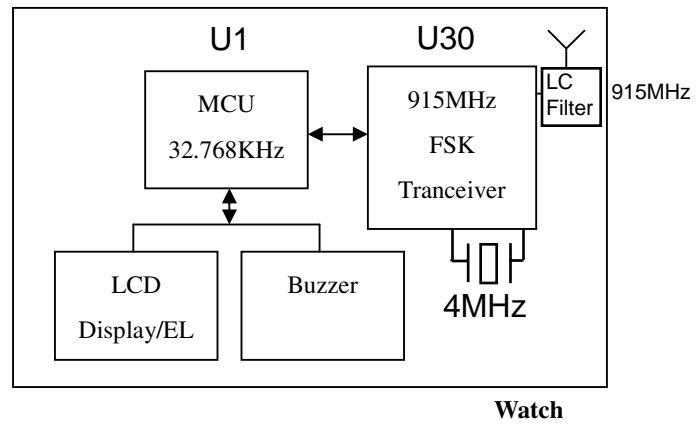 U1
U30
MCU
32.768KHz
915MHz
FSK
Tranceiver
LC
Filter
915MHz
LCD
Display/EL
Buzzer
4MHz
Watch